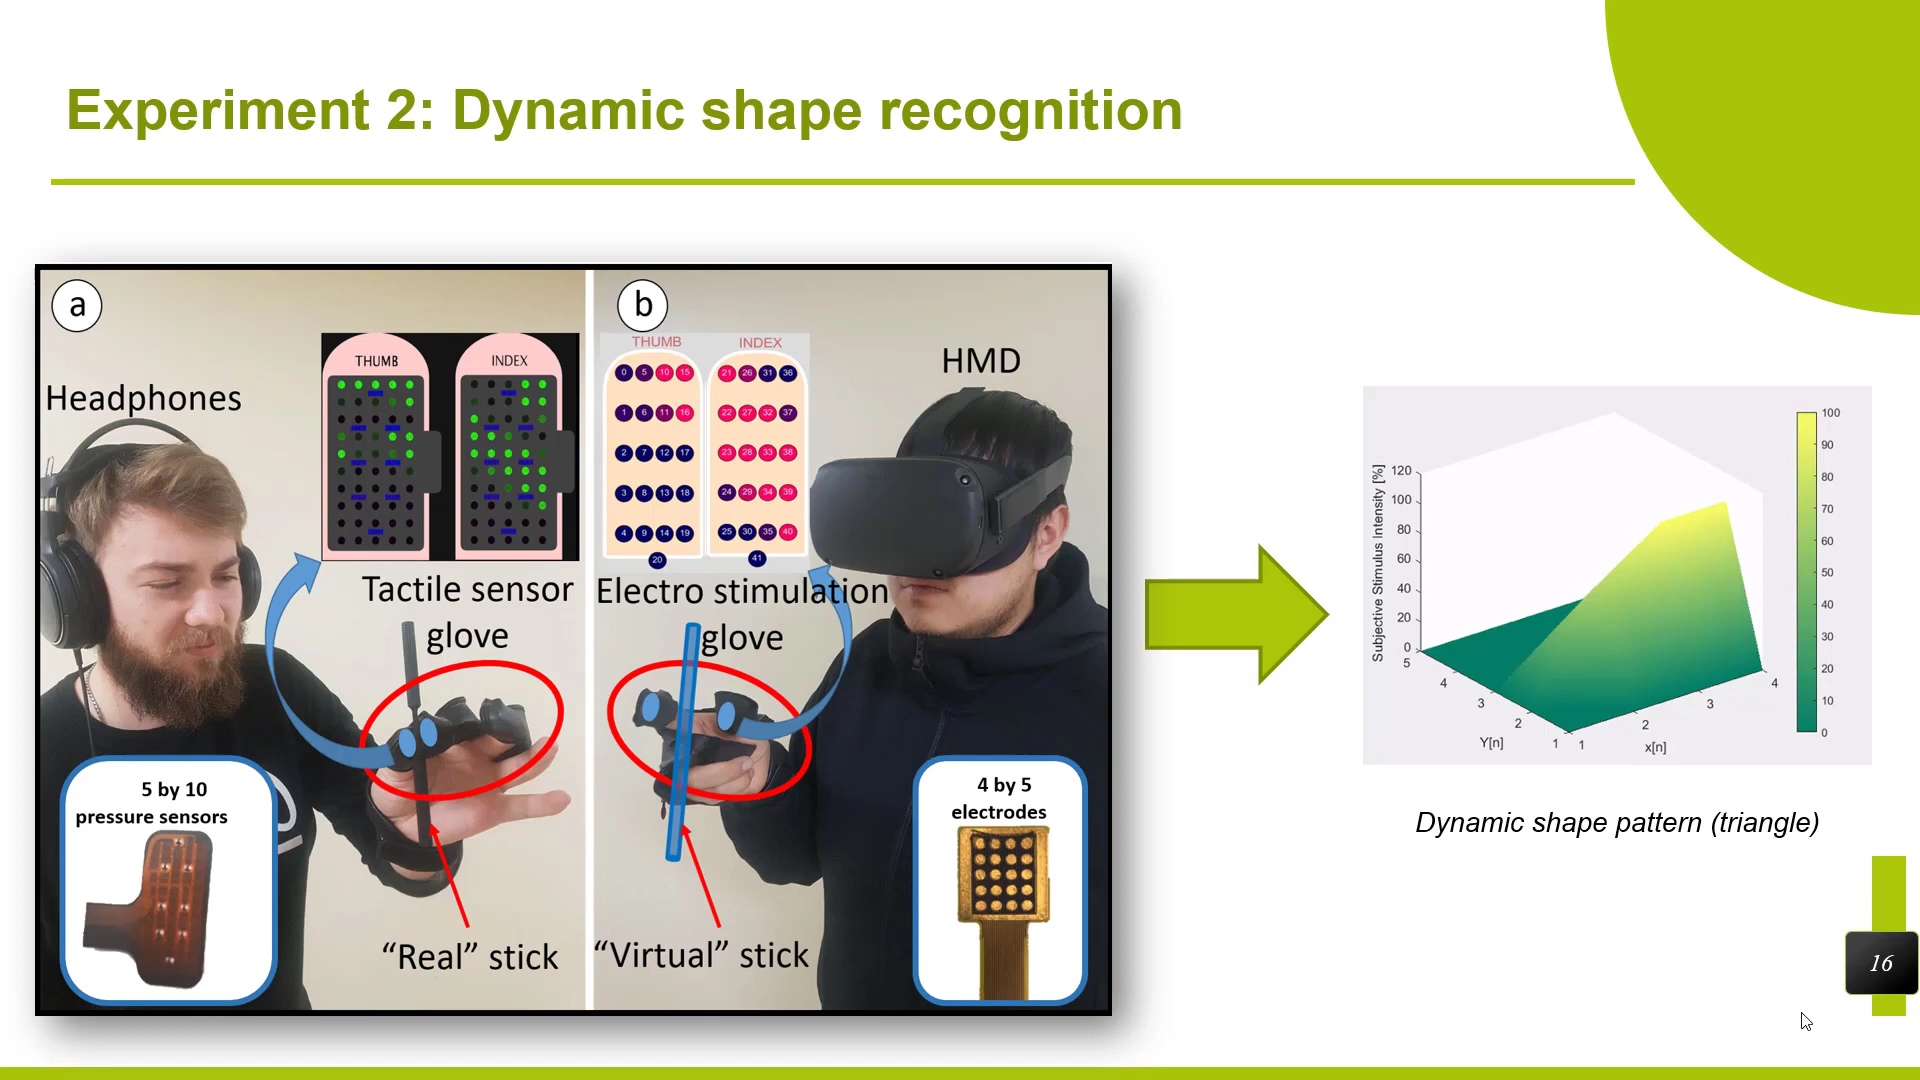 Experiment 2: Dynamic shape recognition
a
b
Headphones
THUMB
INDEX
Tactile sensor
glove
5 by 10
pressure sensors
“Real” stick
THUMB
INDEX
0 5 10 15
21 26 31 36
1 6 11 16
22 27 32 37
2 7 12 17
23 28 33 38
3 8 13 18
24 29 34 39
4 9 14 19
25 30 35 40
20
41
HMD
Electro stimulation
glove
“Virtual” stick
4 by 5
electrodes
Subjective Stimulus Intensity [%]
120
100
80
60
40
20
0
5
4
3
2
1
Y[n]
1
2
3
4
x[n]
100
90
80
70
60
50
40
30
20
10
0
Dynamic shape pattern (triangle)
16